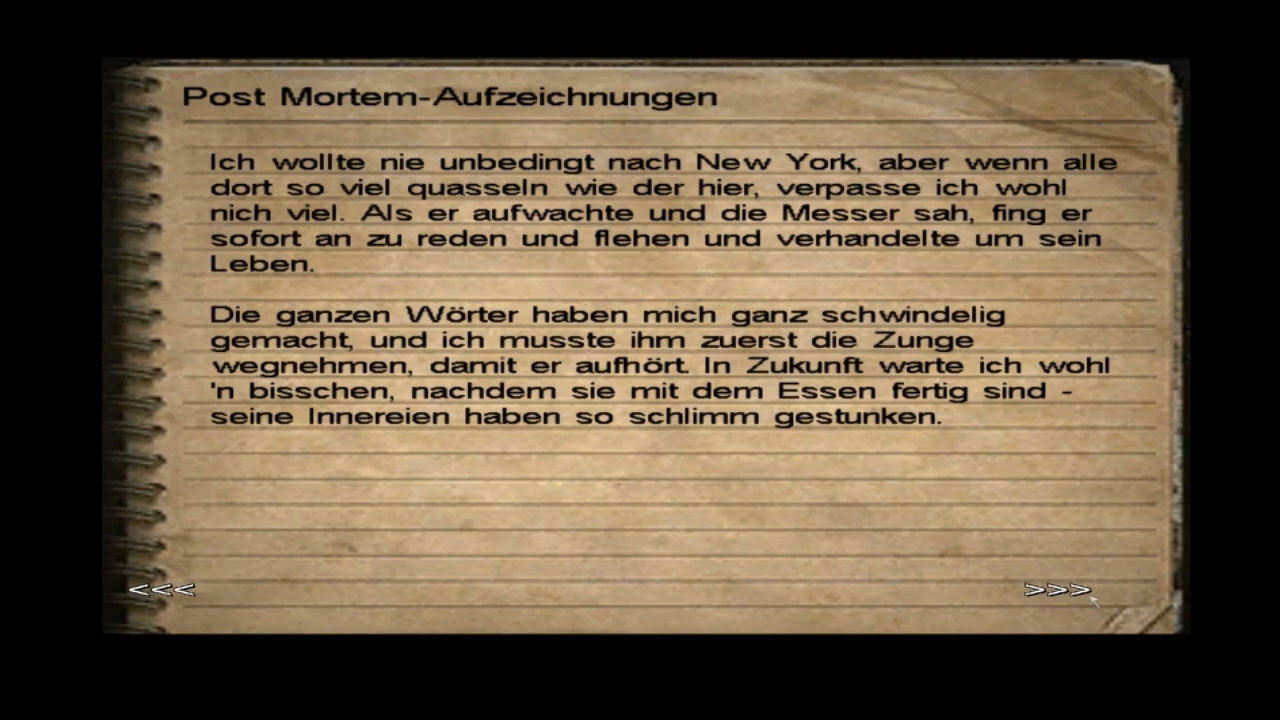 Post Mortem-Aufzeichnungen
Ich wollte nie unbedingt nach New York, aber wenn alle
dort so viel quasseln wie der hier, verpasse ich wohl
nich viel. Als er aufwachte und die Messer sah, fing er
sofort an zu reden und flehen und verhandelte um sein
Leben.
Die ganzen Wörter haben mich ganz schwindelig
gemacht, und ich musste ihm zuerst die Zunge
wegnehmen, damit er aufhört. In Zukunft warte ich wohl
'n bisschen, nachdem sie mit dem Essen fertig sind -
seine Innereien haben so schlimm gestunken.
<<< >>>